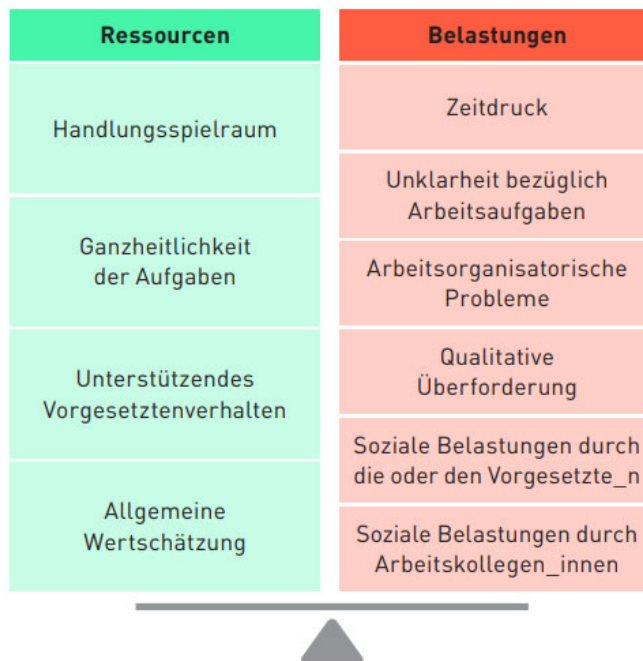 Ressourcen
Handlungsspielraum
Ganzheitlichkeit
der Aufgaben
Unterstützendes
Vorgesetztenverhalten
Allgemeine
Wertschätzung
Belastungen
Zeitdruck
Unklarheit bezüglich
Arbeitsaufgaben
Arbeitsorganisatorische
Probleme
Qualitative
Überforderung
Soziale Belastungen durch
die oder den Vorgesetzte_n
Soziale Belastungen durch
Arbeitskollegen_innen